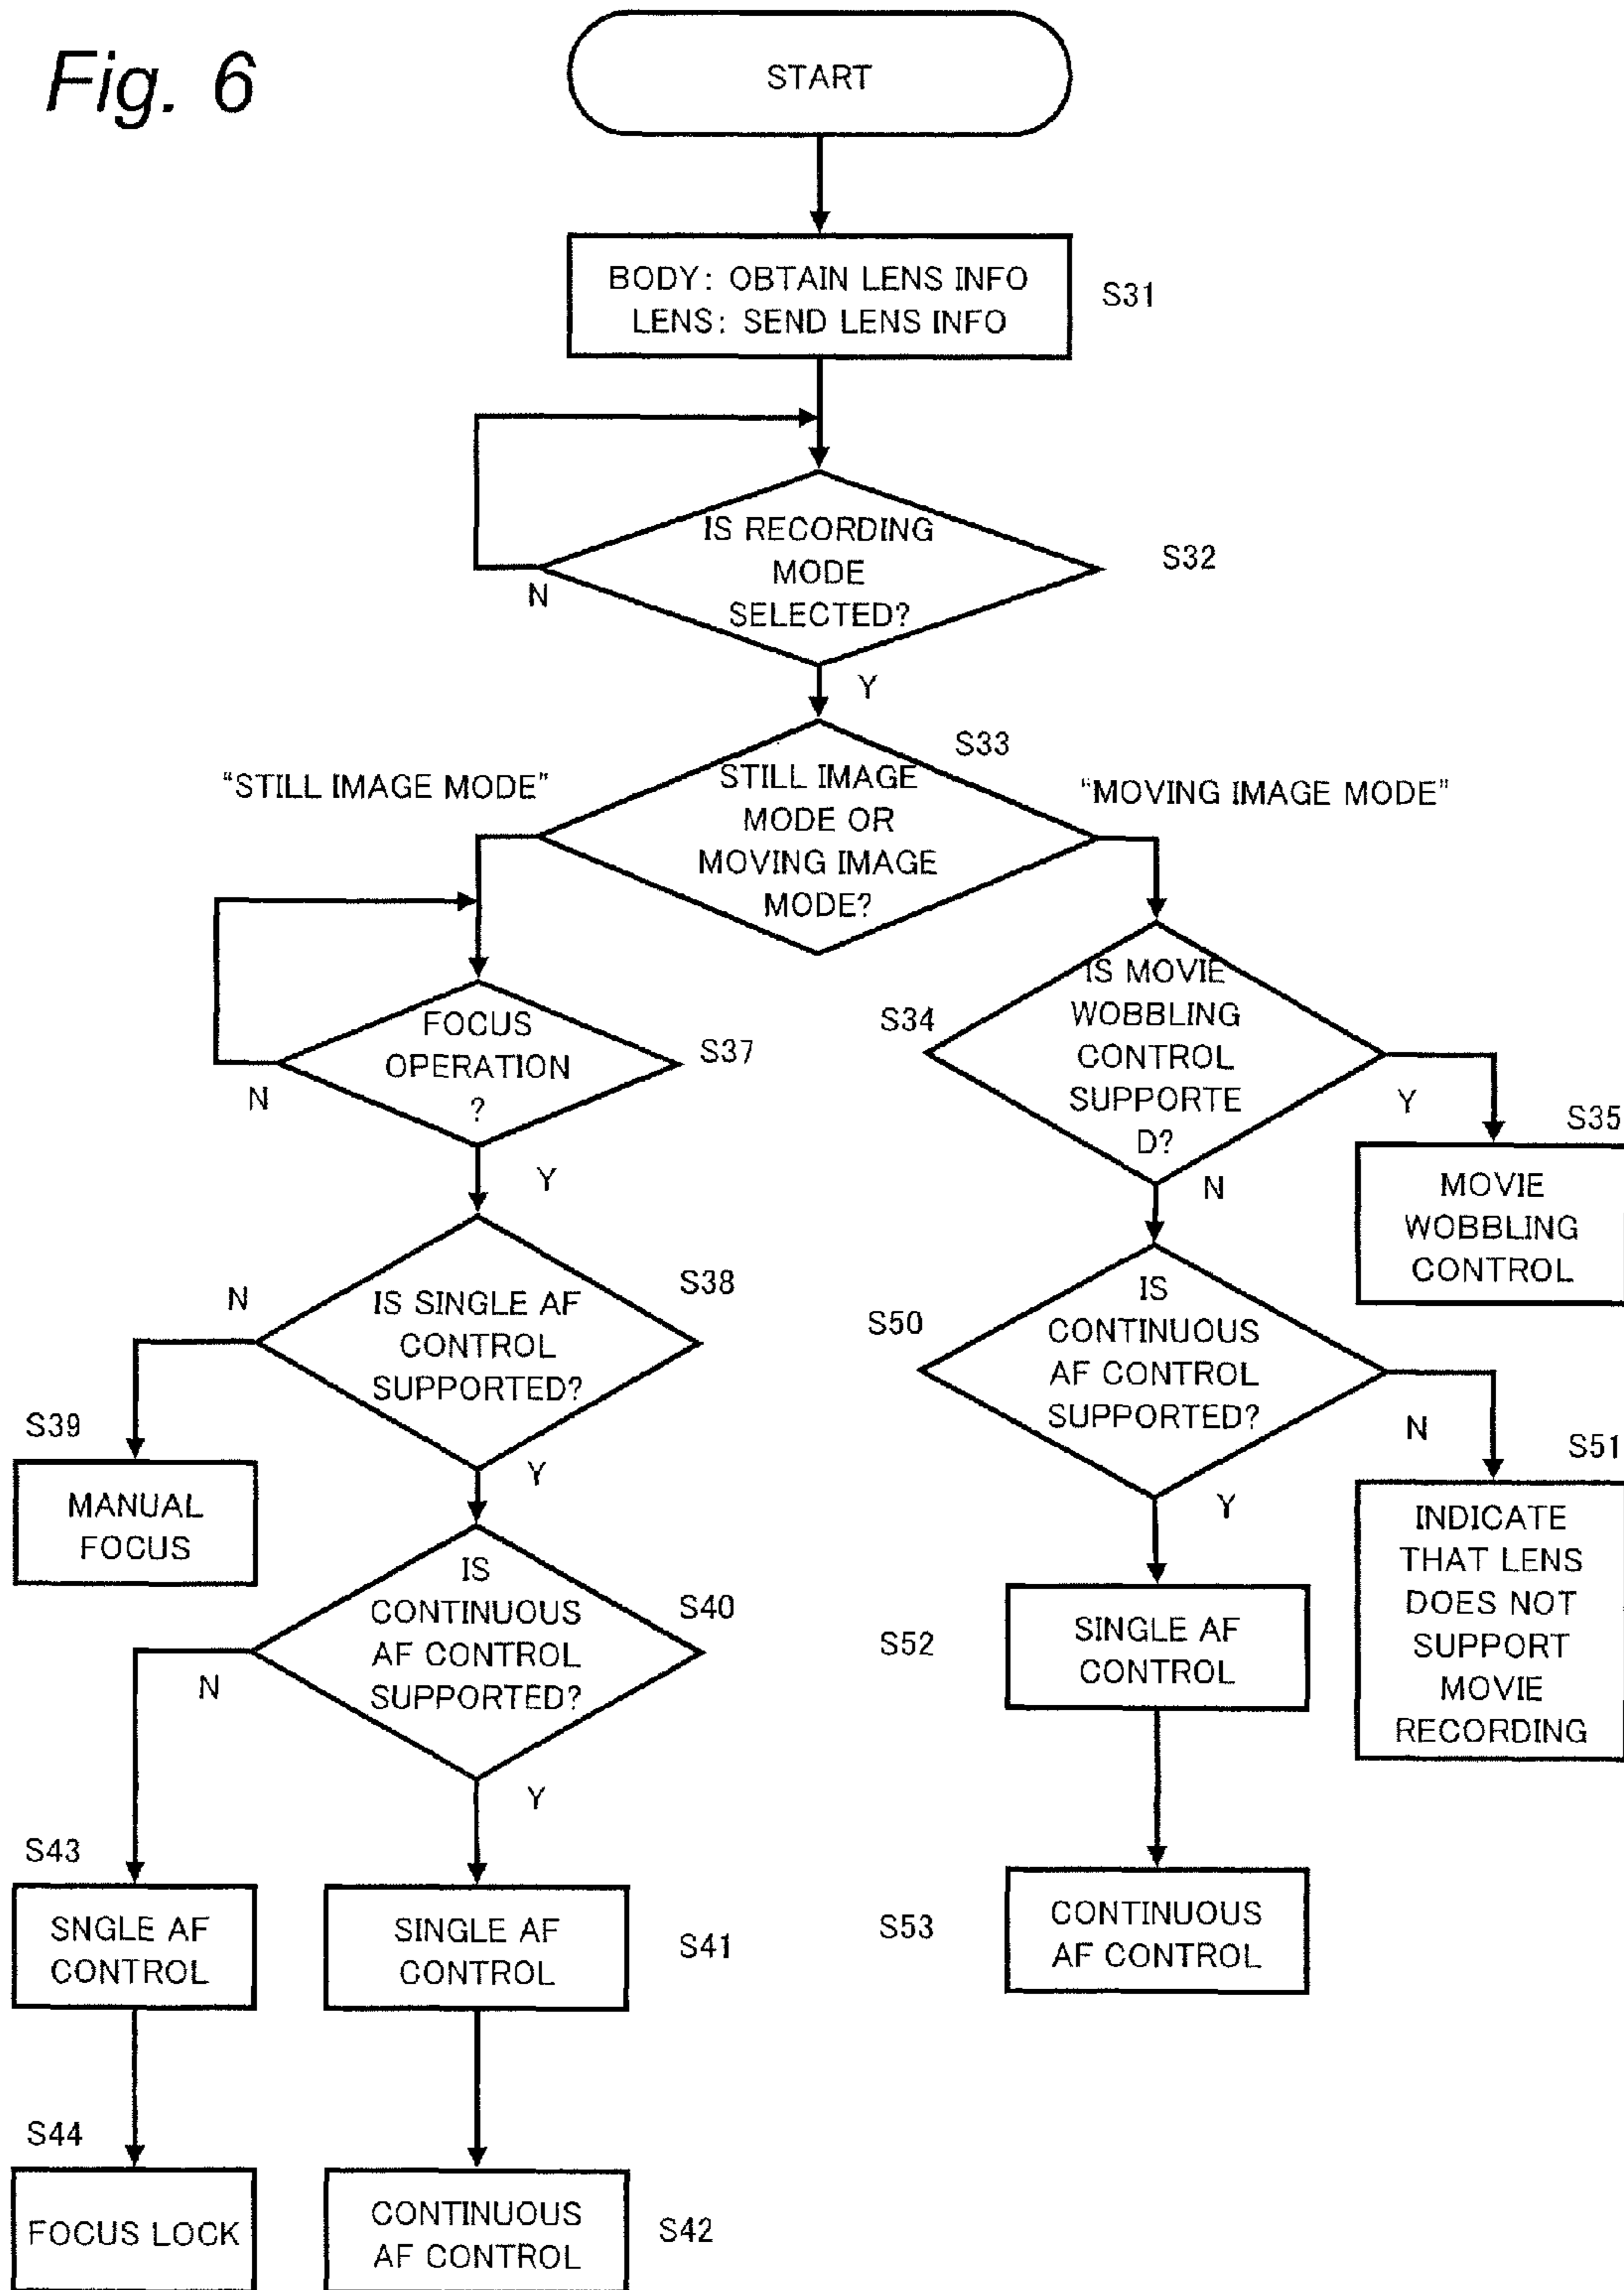 Fig. 6
START
BODY: OBTAIN LENS INFO
LENS: SEND LENS INFO
S31
IS RECORDING
MODE
SELECTED?
S32
N
Y
S33
"STILL IMAGE MODE"
STILL IMAGE
MODE OR
MOVING IMAGE
MODE?
"MOVING IMAGE MODE"
FOCUS
OPERATION
?
S37
N
Y
S34
IS MOVIE
WOBBLING
CONTROL
SUPPORTE
D?
Y
N
S35
MOVIE
WOBBLING
CONTROL
N
IS SINGLE AF
CONTROL
SUPPORTED?
S38
Y
S39
MANUAL
FOCUS
S50
IS
CONTINUOUS
AF CONTROL
SUPPORTED?
N
Y
S51
INDICATE
THAT LENS
DOES NOT
SUPPORT
MOVIE
RECORDING
IS
CONTINUOUS
AF CONTROL
SUPPORTED?
S40
N
Y
S52
SINGLE AF
CONTROL
S43
SNGLE AF
CONTROL
SINGLE AF
CONTROL
S41
S53
CONTINUOUS
AF CONTROL
S44
FOCUS LOCK
CONTINUOUS
AF CONTROL
S42